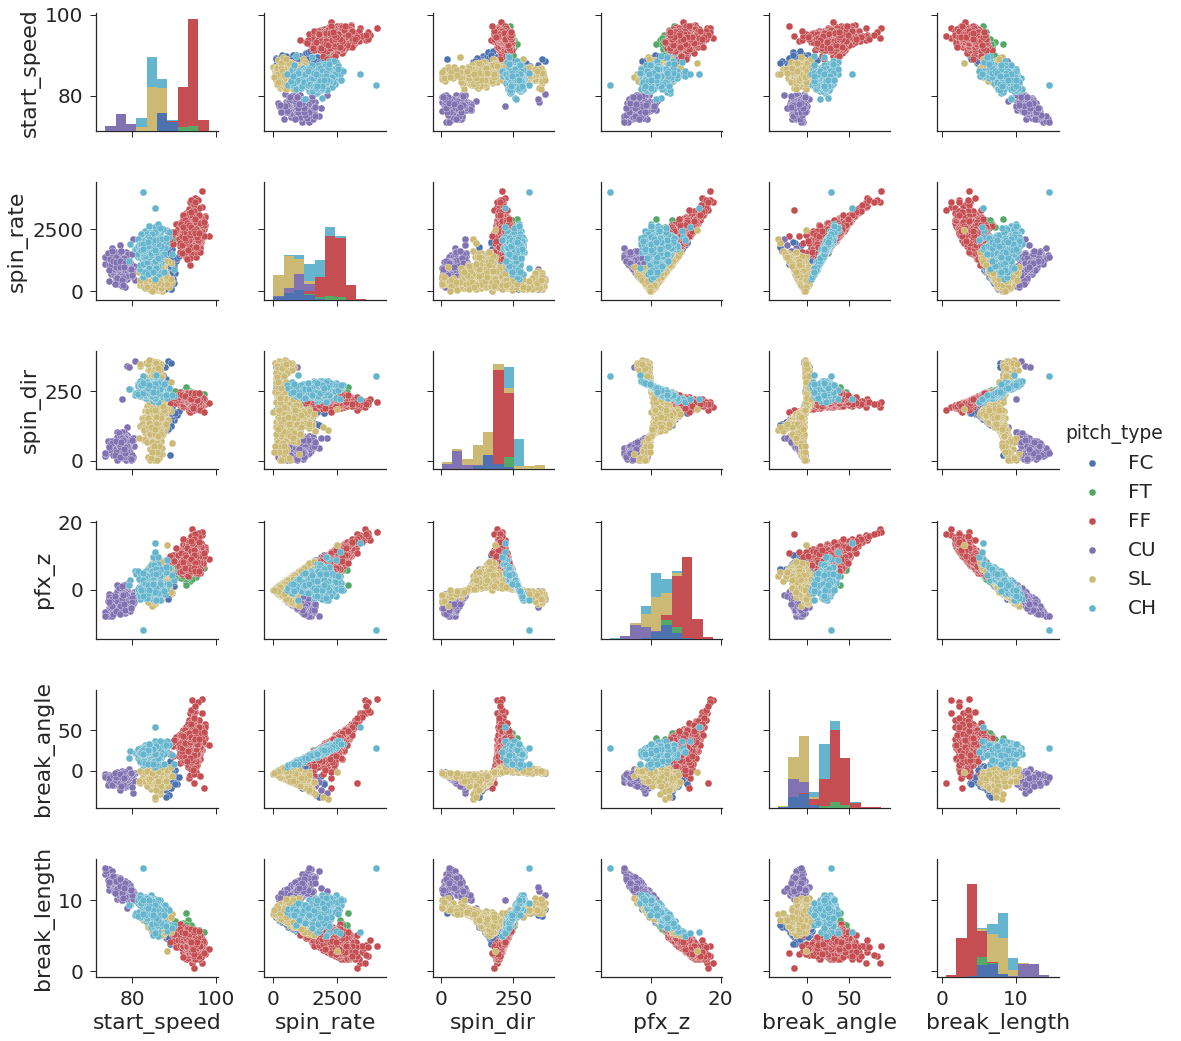 start_speed
100
80
spin_rate
2500
0
spin_dir
250
0
pitch_type
FC
FT
FF
CU
SL
CH
pfx_z
20
0
break_angle
50
0
break_length
10
0
80 100 0 2500 0 250 0 20 0 50 0 10
start_speed spin_rate spin_dir pfx_z break_angle break_length